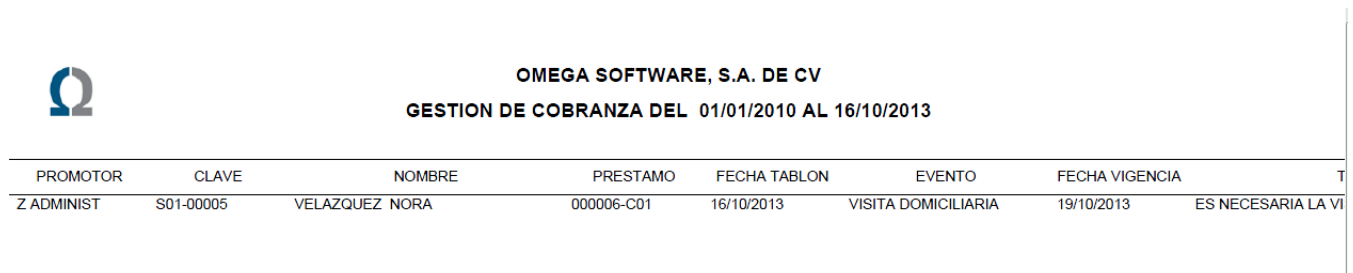 OMEGA SOFTWARE, S.A. DE CV
GESTION DE COBRANZA DEL 01/01/2010 AL 16/10/2013
PROMOTOR CLAVE NOMBRE PRESTAMO FECHA TABLON EVENTO FECHA VIGENCIA T
Z ADMINIST S01-00005 VELAZQUEZ NORA 000006-C01 16/10/2013 VISITA DOMICILIARIA 19/10/2013 ES NECESARIA LA VI